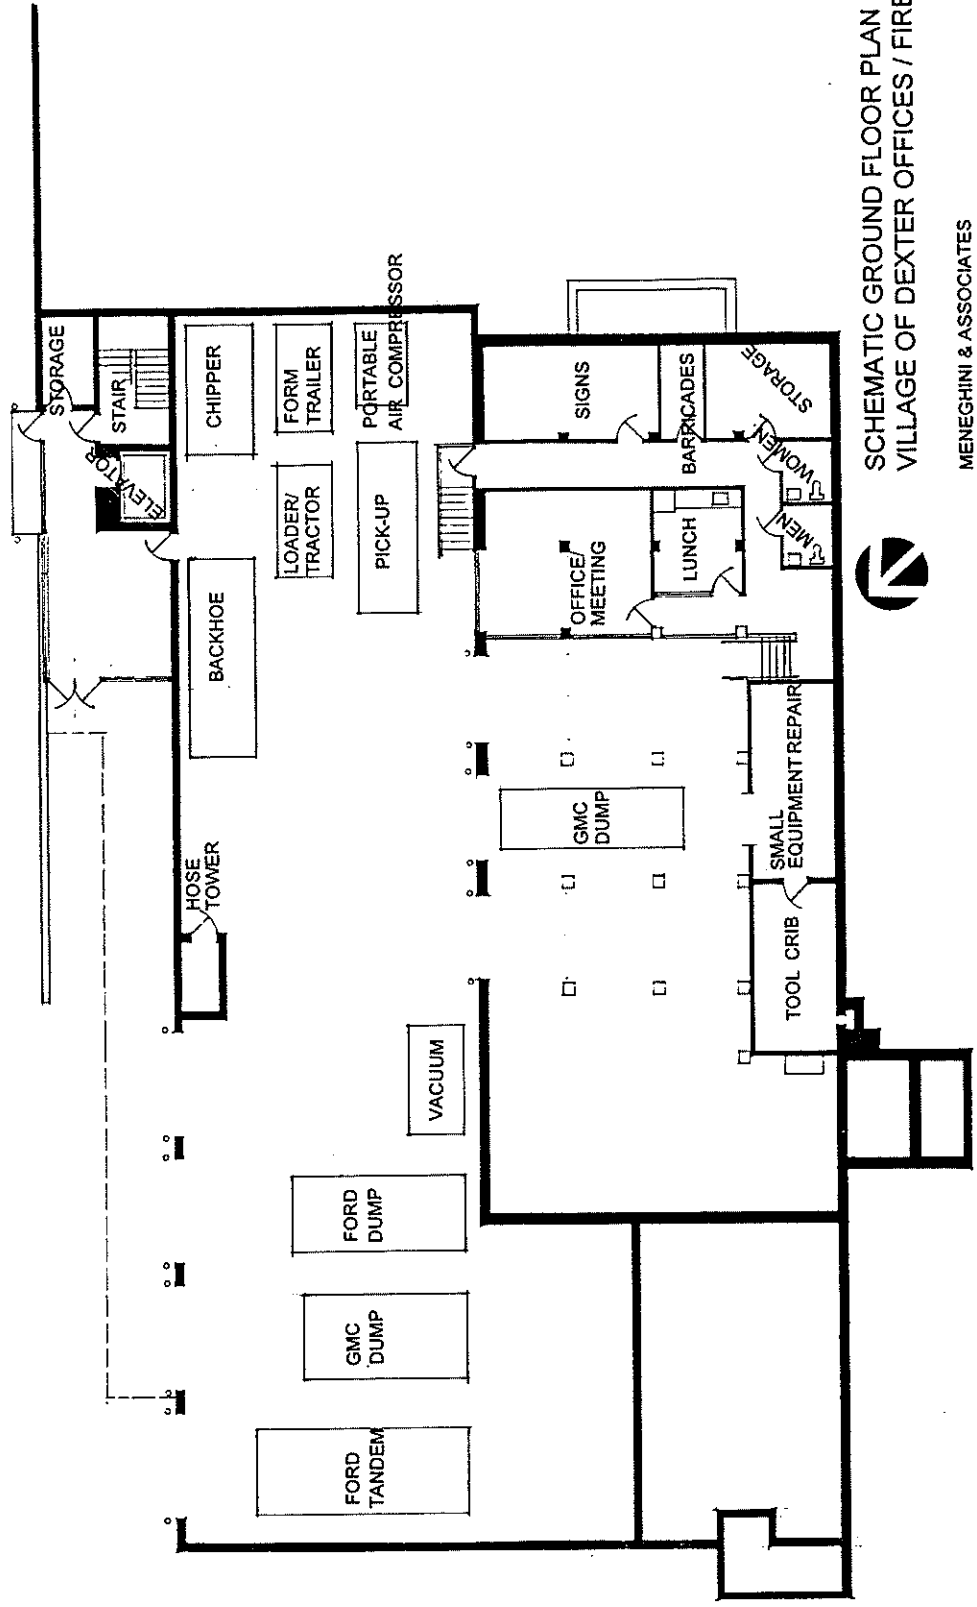 STORAGE
STAIR
ELEVATOR
CHIPPER
FORM
TRAILER
PORTABLE
AIR COMPRESSOR
LOADER/
TRACTOR
PICK-UP
BACKHOE
HOSE
TOWER
VACUUM
FORD
DUMP
GMC
DUMP
FORD
TANDEM
SIGNS
BARRICADES
STORAGE
WOMEN
MEN
LUNCH
OFFICE/
MEETING
GMC
DUMP
SMALL
EQUIPMENT REPAIR
TOOL CRIB
SCHEMATIC GROUND FLOOR PLAN
VILLAGE OF DEXTER OFFICES / FIRE
MENEGHINI & ASSOCIATES